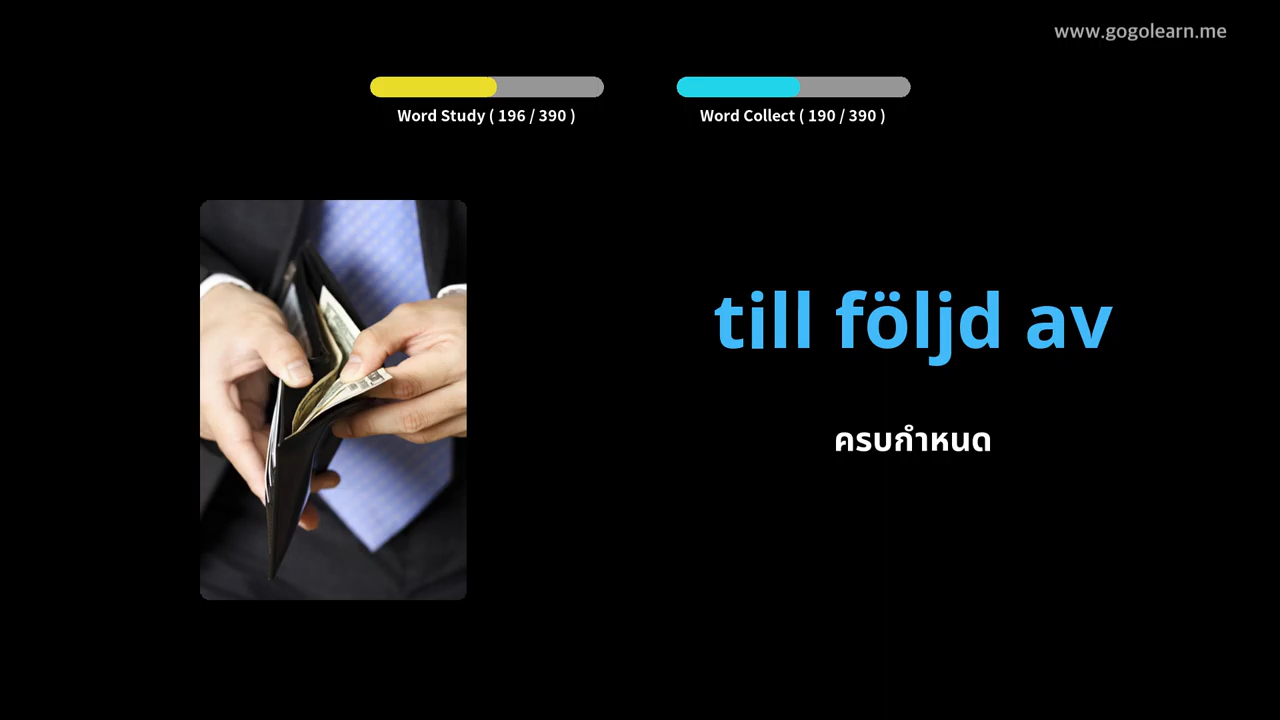 www.gogolearn.me
Word Study ( 196 / 390 )
Word Collect ( 190 / 390 )
till följd av
ครบกำหนด